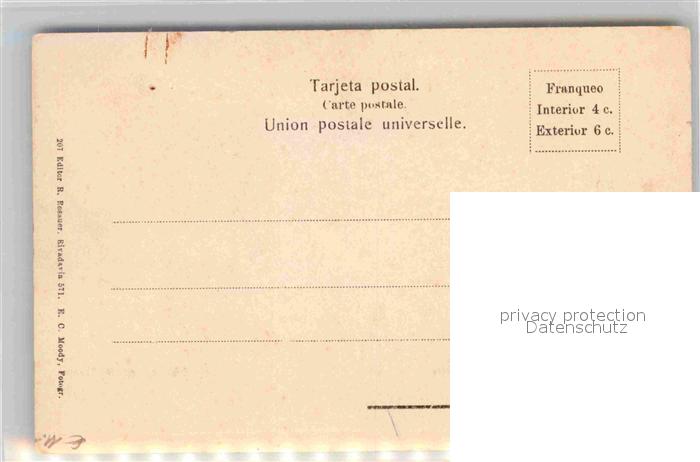 Tarjeta postal.
Carte postale.
Union postale universelle.
Franqueo
Interior 4 c.
Exterior 6 c.
207 Editor R. Rosauer. Rivadavia 571. E. C. Moody, Fotogr.
privacy protection
Datenschutz